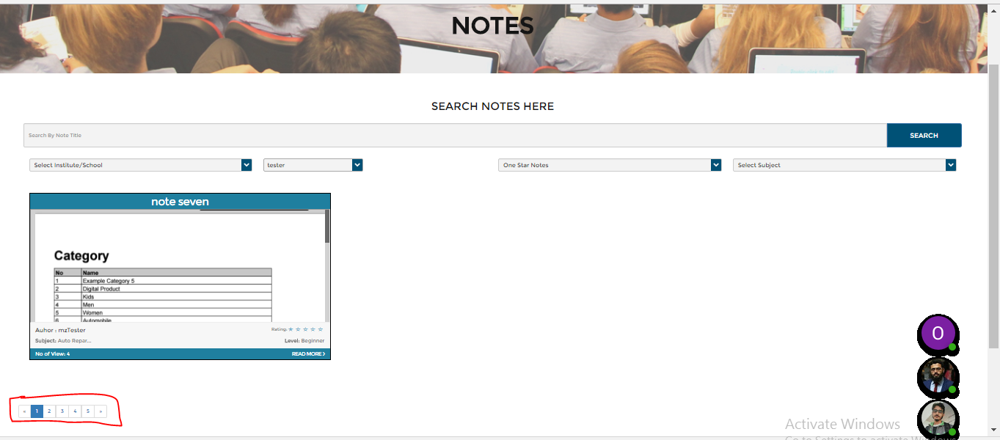 NOTES
SEARCH NOTES HERE
Search By Note Title
SEARCH
Select Institute/School
tester
One Star Notes
Select Subject
note seven
Category
No Name
1 Example Category 5
2 Digital Product
3 Kids
4 Men
5 Women
6 Automobile
Auhor : mzTester
Rating: ★ ☆ ☆ ☆ ☆
Subject: Auto Repar...
Level: Beginner
No of View: 4
READ MORE ›
« 1 2 3 4 5 »
O
Activate Windows
Go to Settings to activate Windows